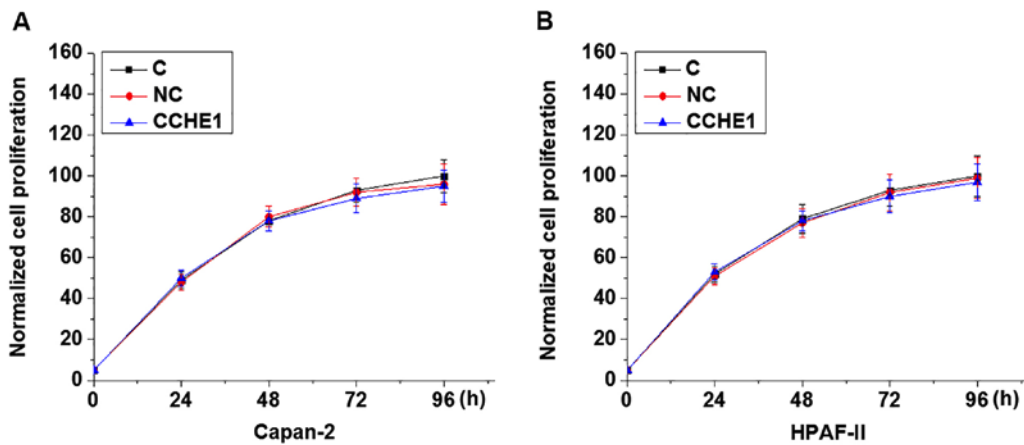 A
Normalized cell proliferation
160
140
120
100
80
60
40
20
0
C
NC
CCHE1
0 24 48 72 96 (h)
Capan-2
B
Normalized cell proliferation
160
140
120
100
80
60
40
20
0
C
NC
CCHE1
0 24 48 72 96 (h)
HPAF-II